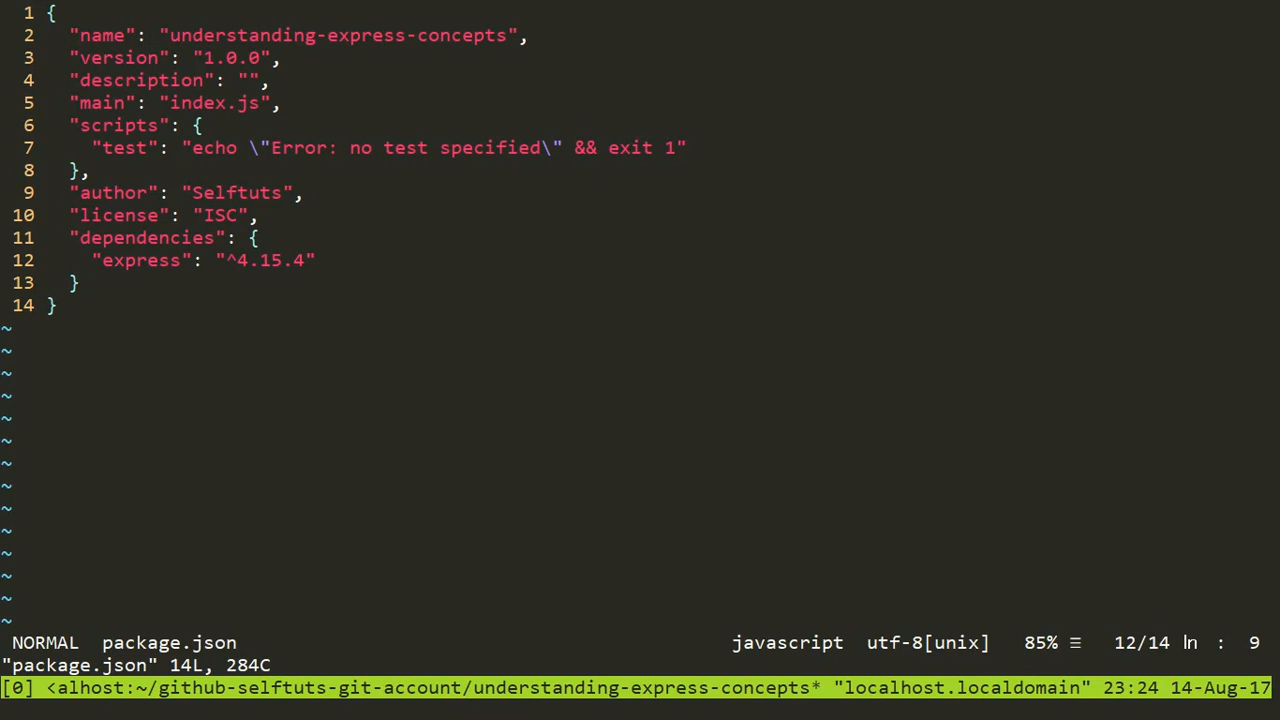 1 {
2   "name": "understanding-express-concepts",
3   "version": "1.0.0",
4   "description": "",
5   "main": "index.js",
6   "scripts": {
7     "test": "echo \"Error: no test specified\" && exit 1"
8   },
9   "author": "Selftuts",
10   "license": "ISC",
11   "dependencies": {
12     "express": "^4.15.4"
13   }
14 }
~
~
~
~
~
~
~
~
~
~
~
~
~
~
NORMAL package.json javascript utf-8[unix] 85% ≡ 12/14 ln : 9
"package.json" 14L, 284C
[0] <alhost:~/github-selftuts-git-account/understanding-express-concepts* "localhost.localdomain" 23:24 14-Aug-17